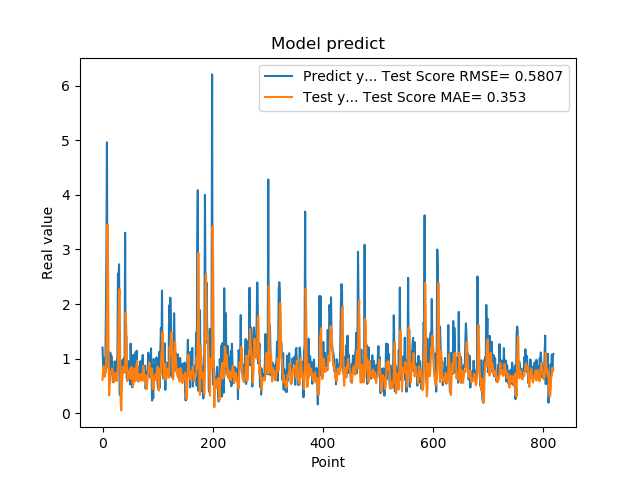 Model predict
Predict y... Test Score RMSE= 0.5807
Test y... Test Score MAE= 0.353
Real value
6
5
4
3
2
1
0
0 200 400 600 800
Point